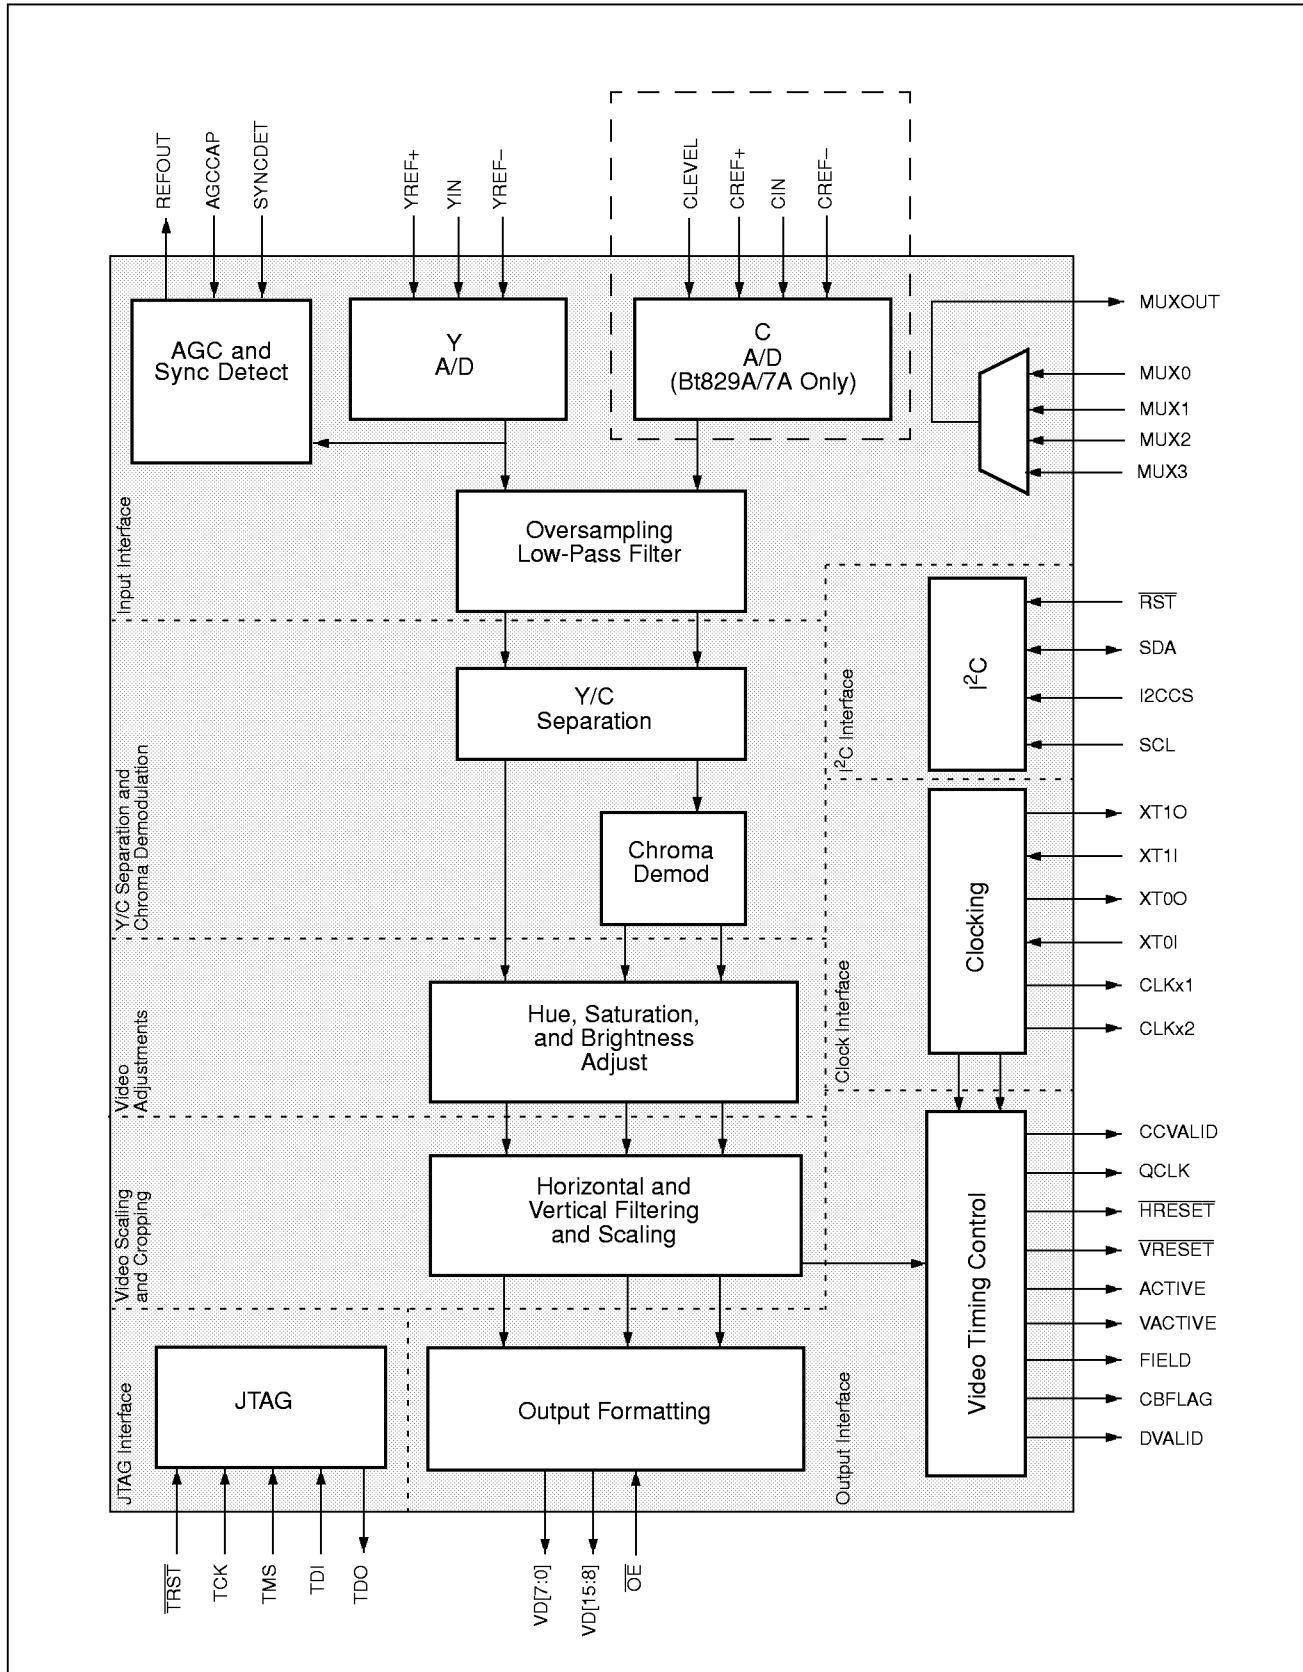 REFOUT
AGCCAP
SYNCDET
YREF+
YIN
YREF–
CLEVEL
CREF+
CIN
CREF–
AGC and
Sync Detect
Y
A/D
C
A/D
(Bt829A/7A Only)
MUXOUT
MUX0
MUX1
MUX2
MUX3
Input Interface
Oversampling
Low-Pass Filter
Y/C Separation and
Chroma Demodulation
Y/C
Separation
Chroma
Demod
I²C Interface
I²C
RST
SDA
I2CCS
SCL
Clock Interface
Clocking
XT1O
XT1I
XT0O
XT0I
CLKx1
CLKx2
Video
Adjustments
Hue, Saturation,
and Brightness
Adjust
Video Scaling
and Cropping
Horizontal and
Vertical Filtering
and Scaling
Output Interface
Video Timing Control
CCVALID
QCLK
HRESET
VRESET
ACTIVE
VACTIVE
FIELD
CBFLAG
DVALID
JTAG Interface
JTAG
Output Formatting
TRST
TCK
TMS
TDI
TDO
VD[7:0]
VD[15:8]
OE